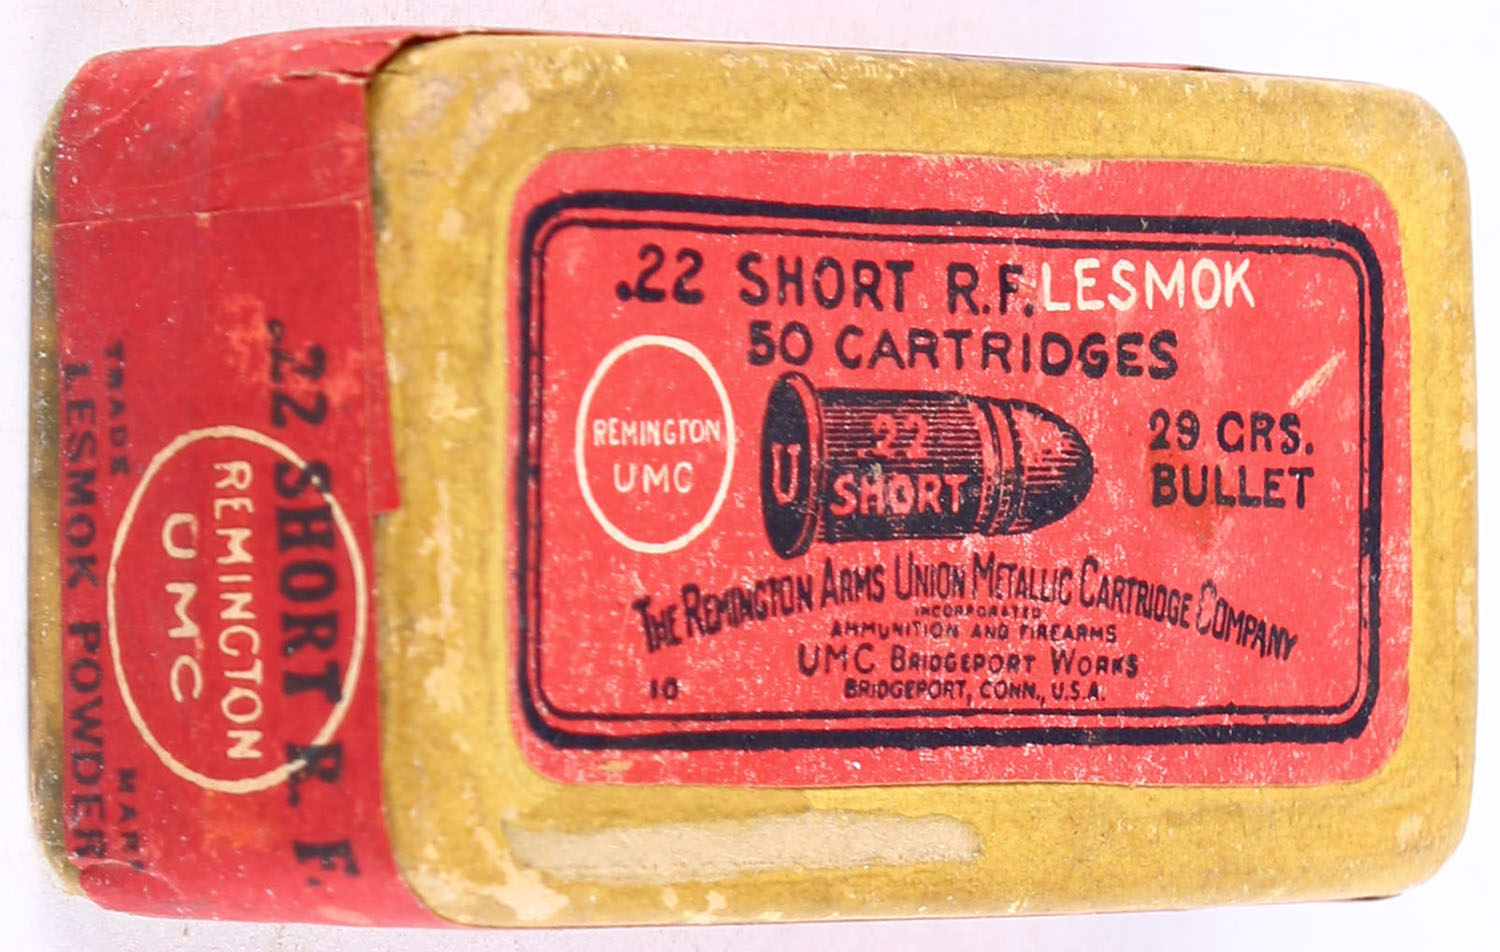 .22 SHORT R.F. LESMOK
50 CARTRIDGES
REMINGTON
UMC
U
22
SHORT
29 GRS.
BULLET
THE REMINGTON ARMS UNION METALLIC CARTRIDGE COMPANY
INCORPORATED
AMMUNITION AND FIREARMS
UMC BRIDGEPORT WORKS
10
BRIDGEPORT, CONN., U.S.A.
.22 SHORT R. F.
REMINGTON
UMC
TRADE MARK
LESMOK POWDER